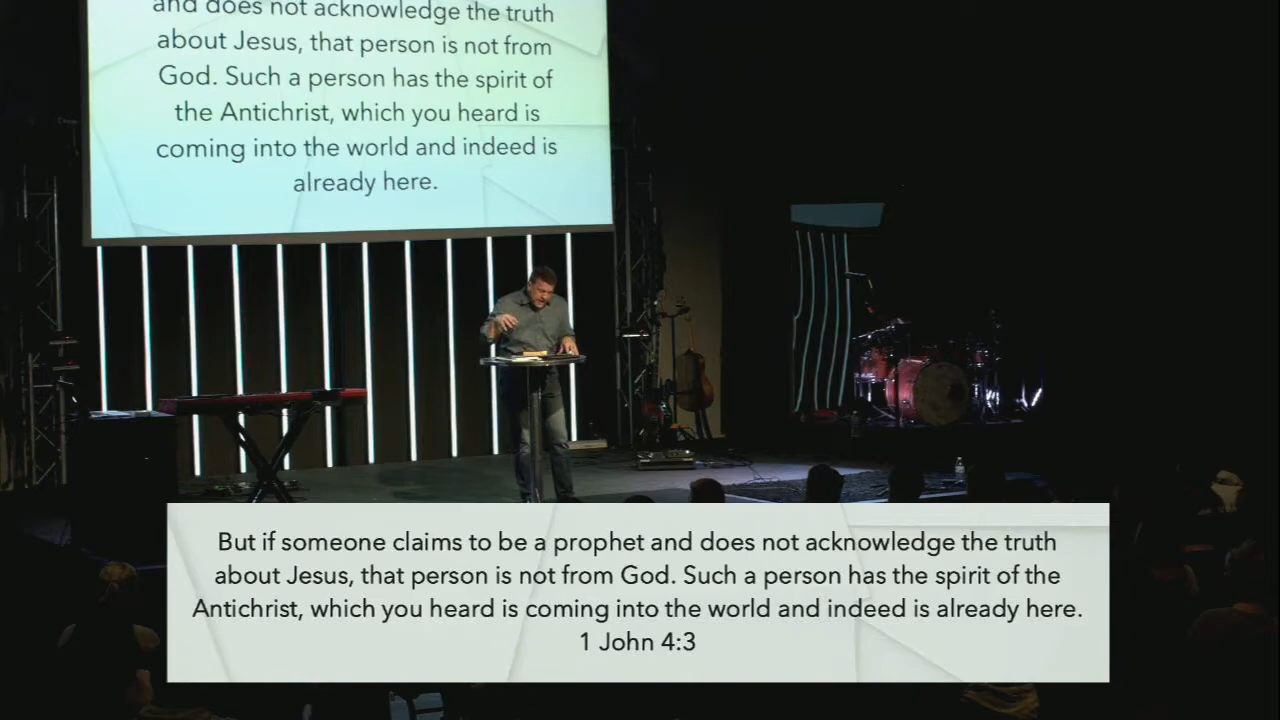 and does not acknowledge the truth
about Jesus, that person is not from
God. Such a person has the spirit of
the Antichrist, which you heard is
coming into the world and indeed is
already here.
But if someone claims to be a prophet and does not acknowledge the truth
about Jesus, that person is not from God. Such a person has the spirit of the
Antichrist, which you heard is coming into the world and indeed is already here.
1 John 4:3